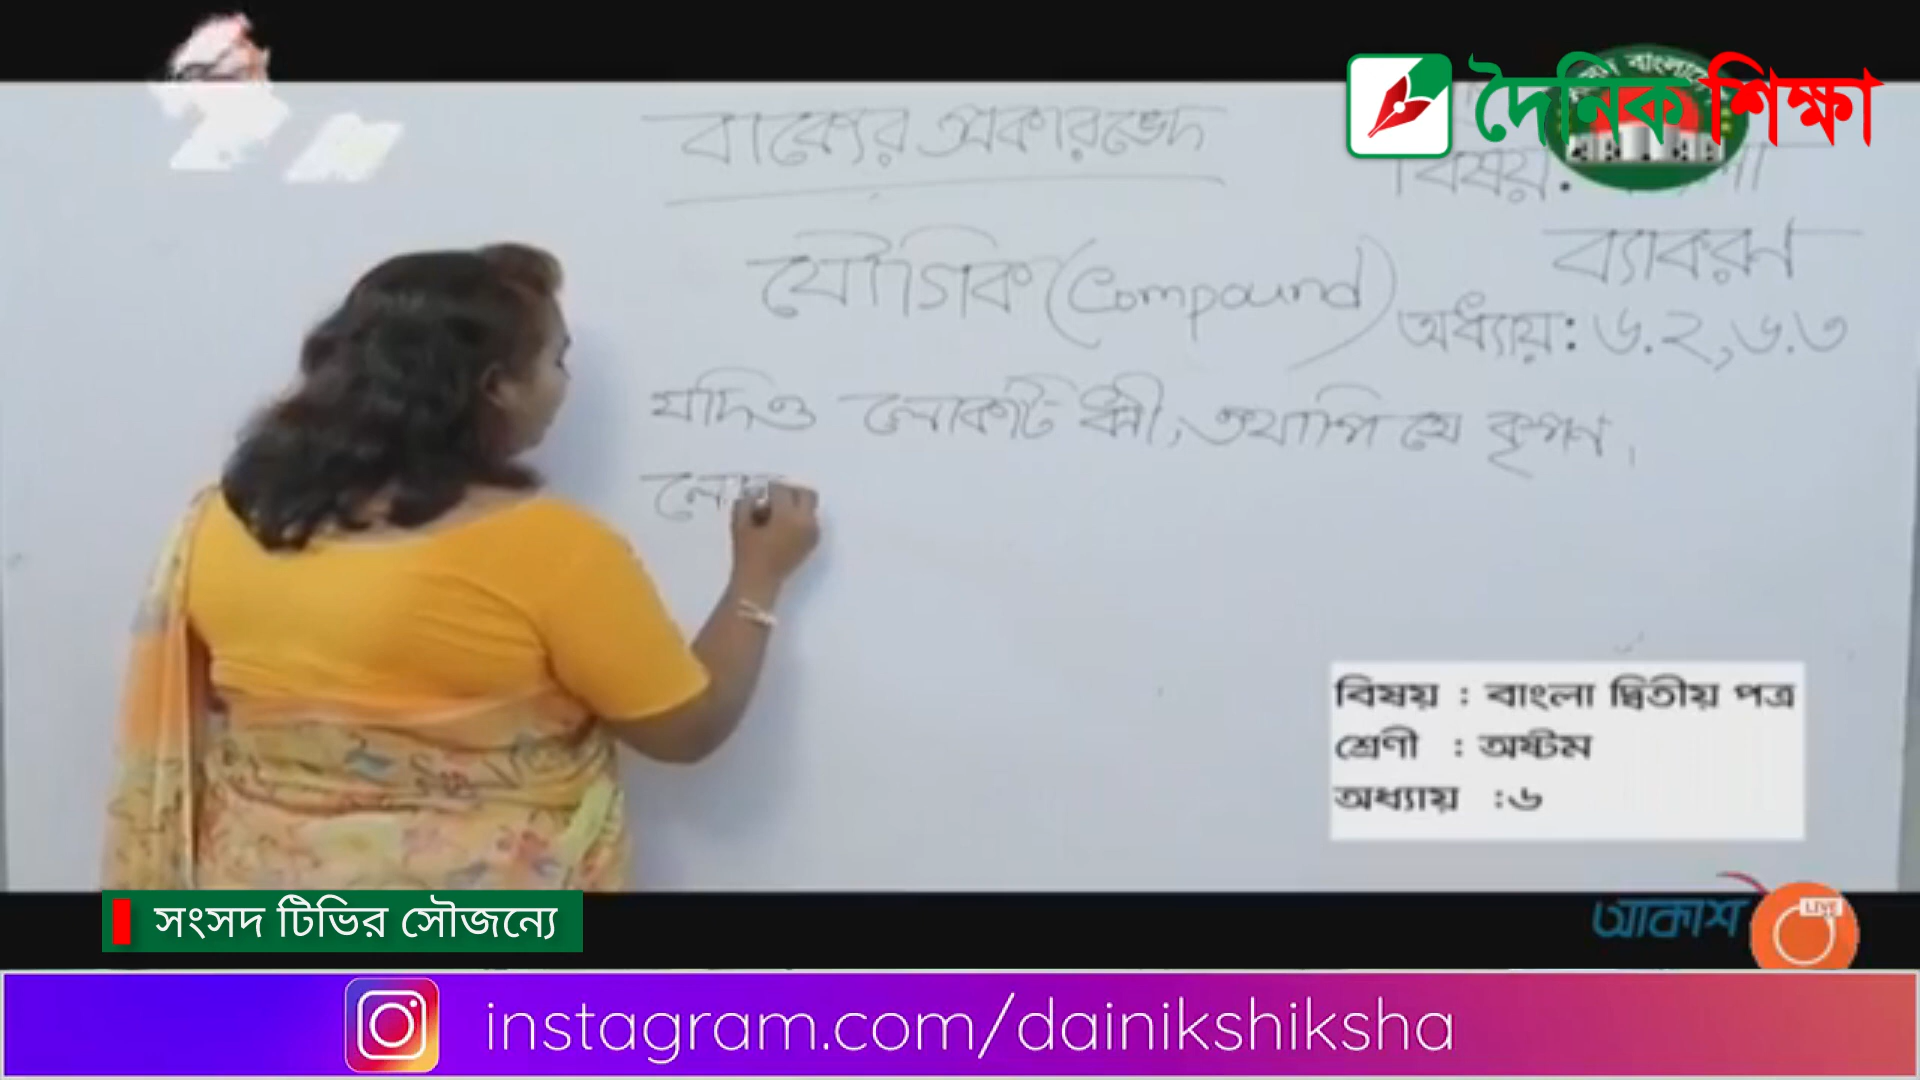 দৈনিক শিক্ষা
বাক্যের প্রকারভেদ
বিষয়:
ব্যাকরণ
যৌগিক (Compound)
অধ্যায়: ৬.২, ৬.৩
যদিও লোকটি ধনী, তথাপি সে কৃপণ।
বিষয় : বাংলা দ্বিতীয় পত্র
শ্রেণী : অষ্টম
অধ্যায় :৬
সংসদ টিভির সৌজন্যে
আকাশ
LIVE
instagram.com/dainikshiksha